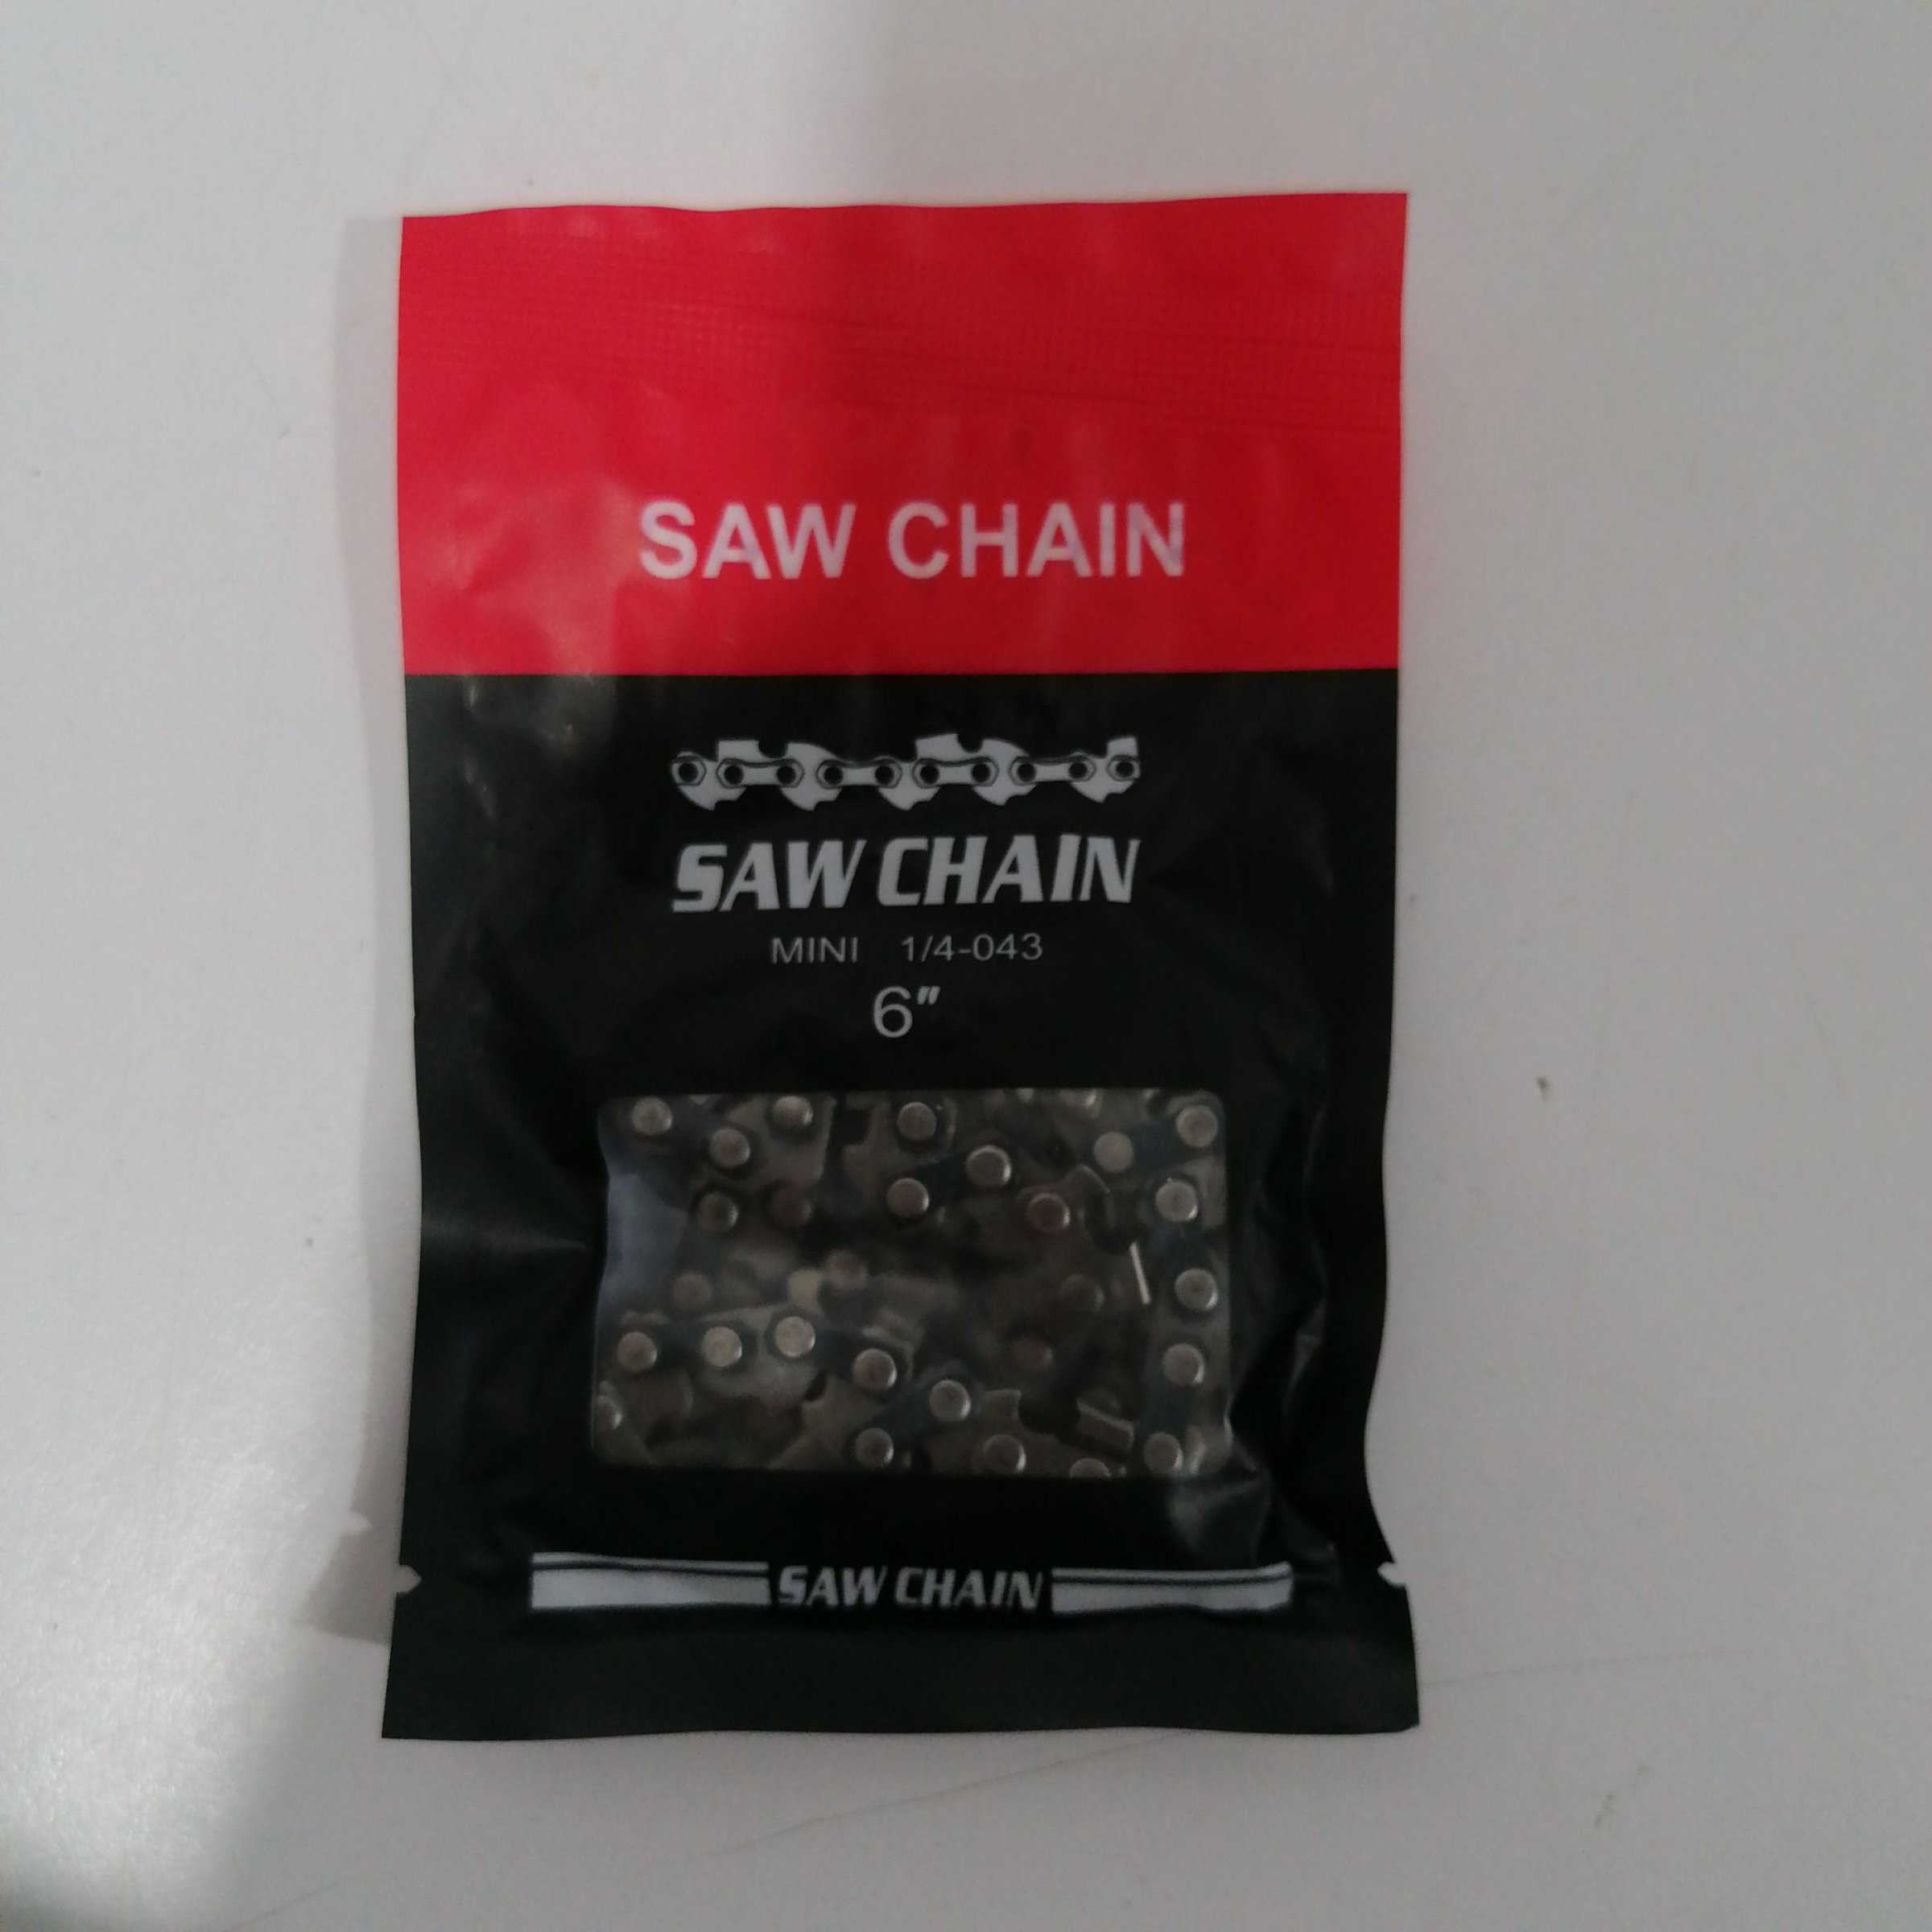 SAW CHAIN
SAW CHAIN
MINI 1/4-043
6"
SAW CHAIN